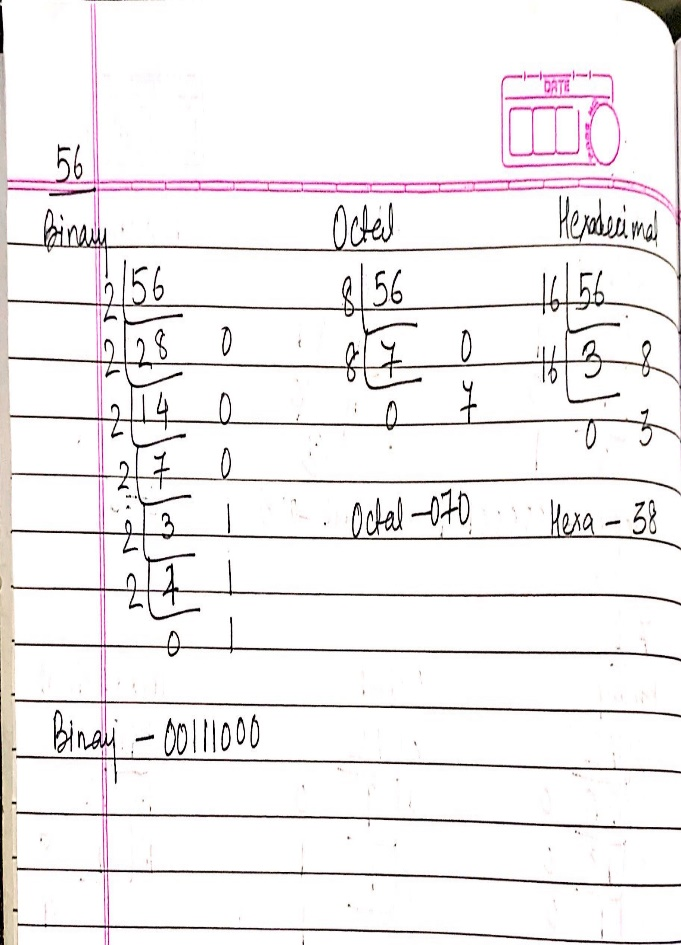 DATE
56
Binary Octal Hexadecimal
2 56 8 56 16 56
2 28 0 8 7 0 16 3 8
2 14 0 0 7 0 3
2 7 0
2 3 1 Octal - 070 Hexa - 38
2 1 1
0 1
Binay - 00111000